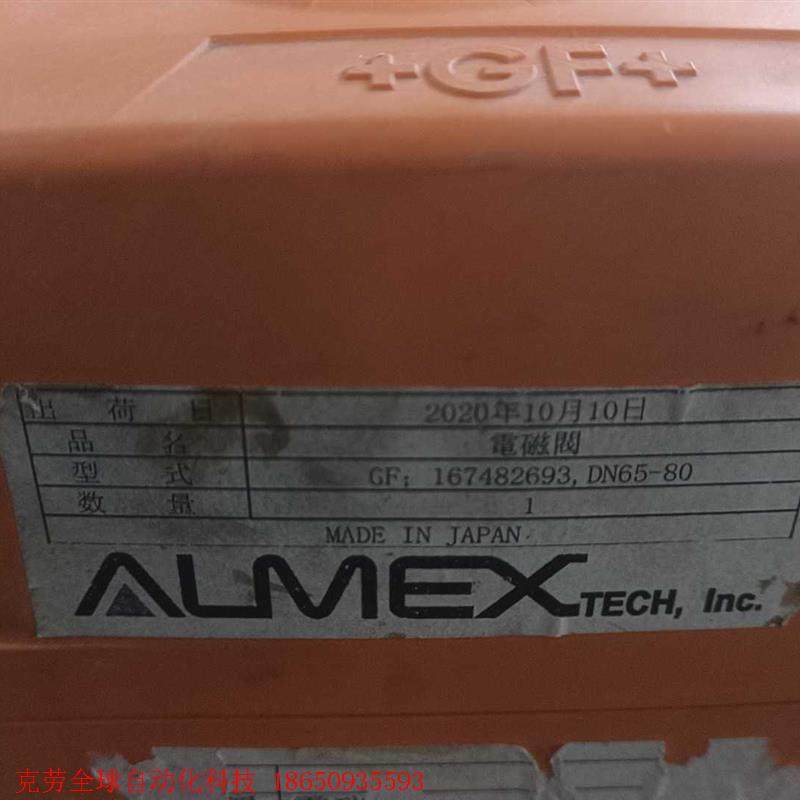 +GF+
出荷日 2020年10月10日
品名 電磁閥
型式 GF; 167482693, DN65-80
数量 1
MADE IN JAPAN
ALMEX TECH, Inc.
克劳全球自动化科技 18650935593